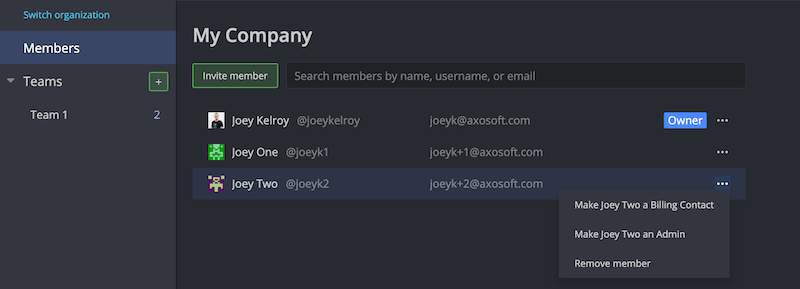 Switch organization
Members
Teams +
Team 1 2
My Company
Invite member Search members by name, username, or email
Joey Kelroy @joeykelroy joeyk@axosoft.com Owner ...
Joey One @joeyk1 joeyk+1@axosoft.com ...
Joey Two @joeyk2 joeyk+2@axosoft.com ...
Make Joey Two a Billing Contact
Make Joey Two an Admin
Remove member